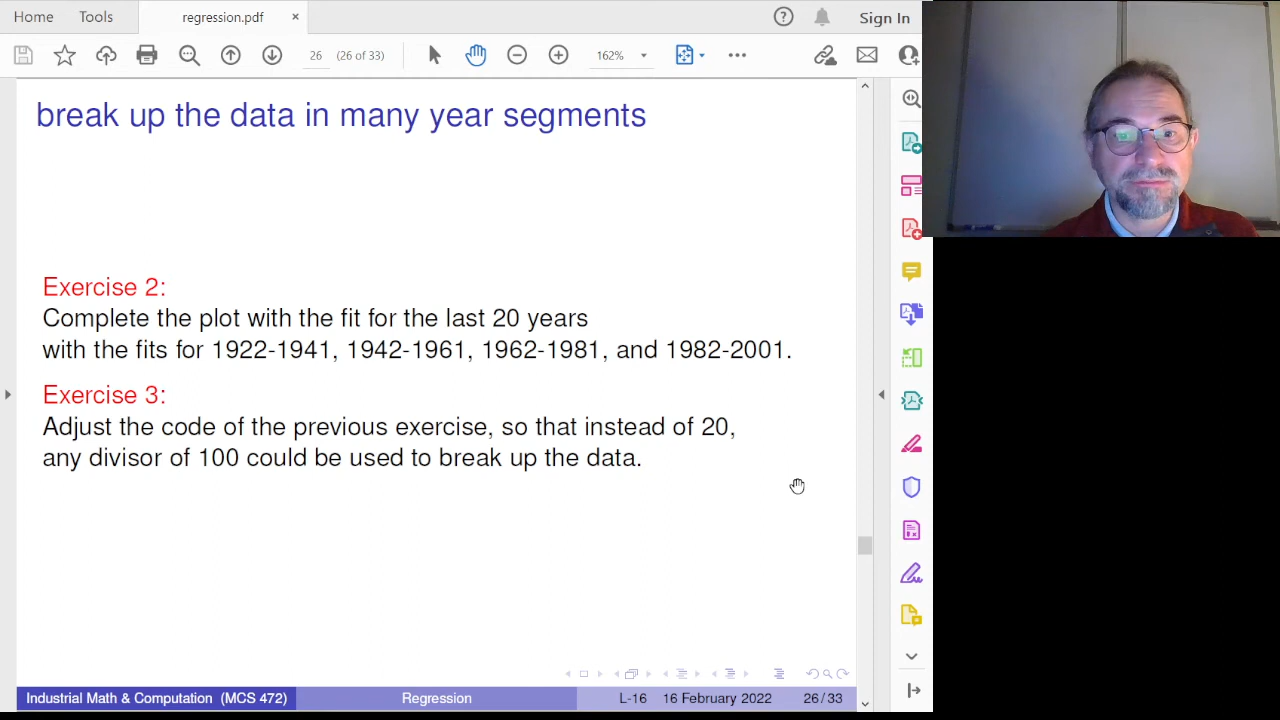 Home Tools regression.pdf × Sign In
26 (26 of 33) 162%
break up the data in many year segments
Exercise 2:
Complete the plot with the fit for the last 20 years
with the fits for 1922-1941, 1942-1961, 1962-1981, and 1982-2001.
Exercise 3:
Adjust the code of the previous exercise, so that instead of 20,
any divisor of 100 could be used to break up the data.
Industrial Math & Computation (MCS 472) Regression L-16 16 February 2022 26 / 33